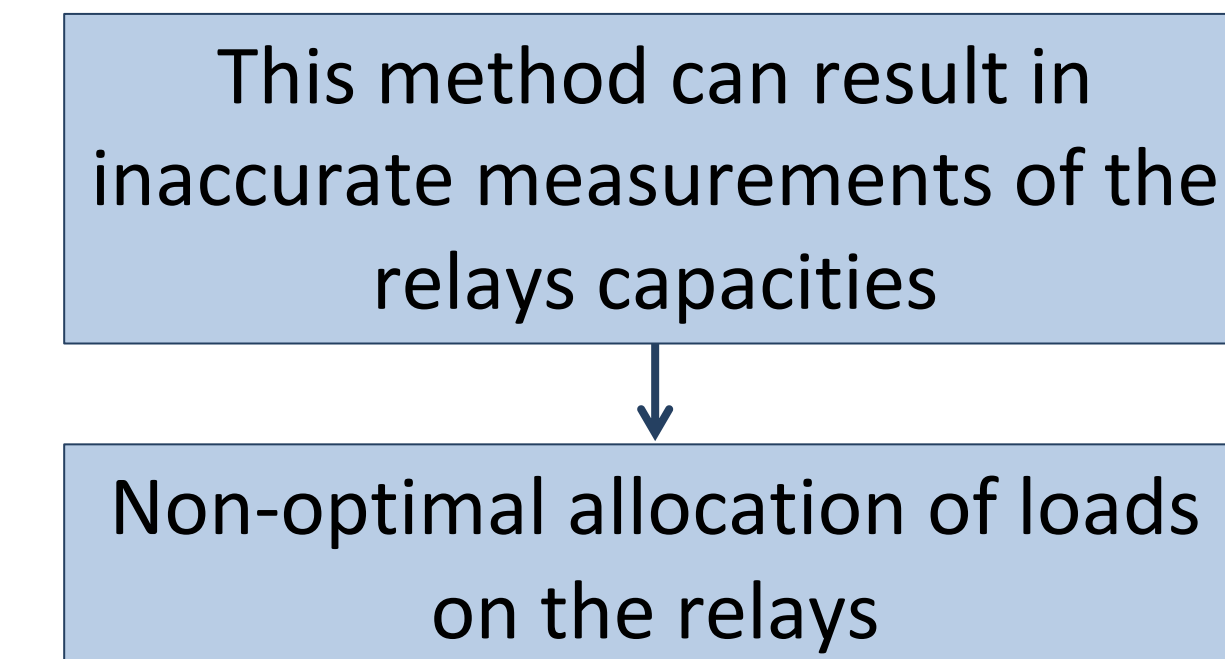 This method can result in
inaccurate measurements of the
relays capacities
Non-optimal allocation of loads
on the relays